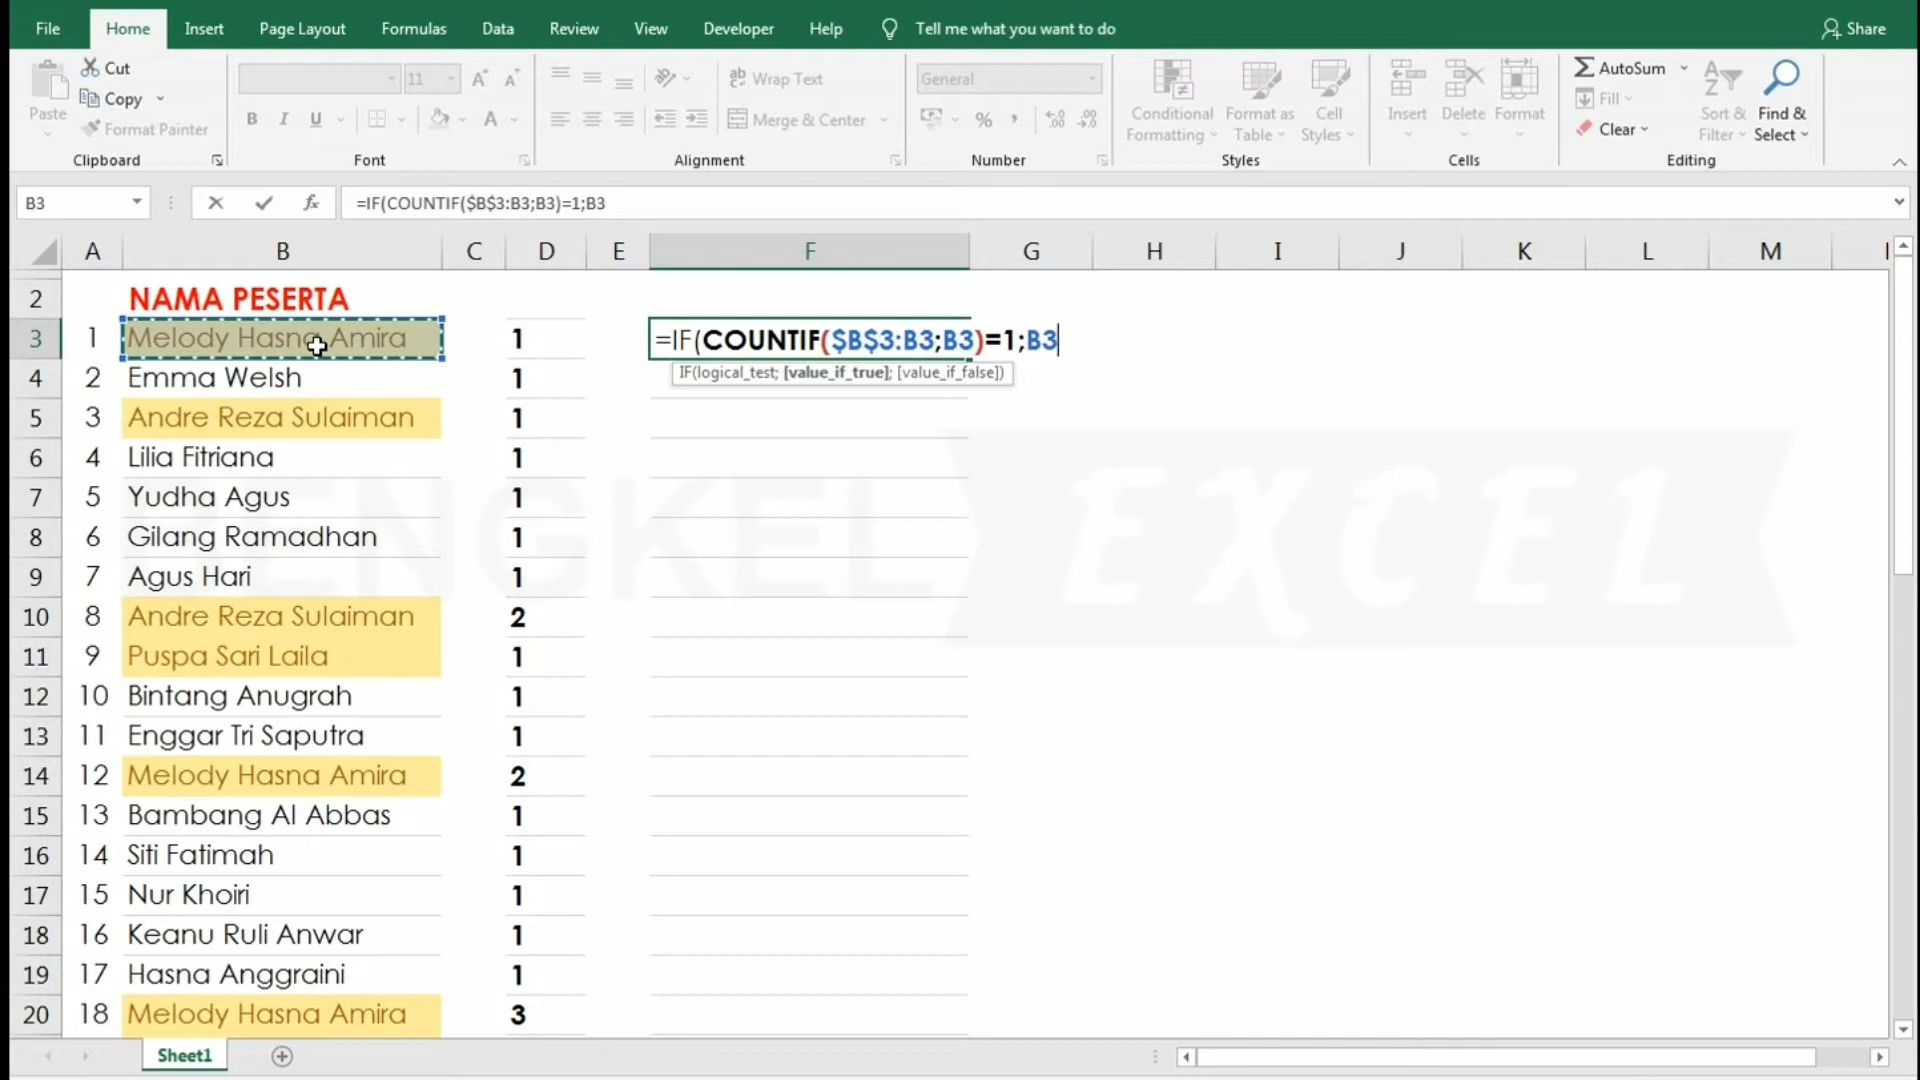 File Home Insert Page Layout Formulas Data Review View Developer Help Tell me what you want to do Share
Paste Cut Copy Format Painter
11 Wrap Text General
B I U A Merge & Center %
Conditional Formatting Format as Table Cell Styles Insert Delete Format
AutoSum Fill Clear Sort & Filter Find & Select
Clipboard Font Alignment Number Styles Cells Editing
B3 fx =IF(COUNTIF($B$3:B3;B3)=1;B3
A B C D E F G H I J K L M
2 NAMA PESERTA
3 1 Melody Hasna Amira 1 =IF(COUNTIF($B$3:B3;B3)=1;B3
IF(logical_test; [value_if_true]; [value_if_false])
4 2 Emma Welsh 1
5 3 Andre Reza Sulaiman 1
6 4 Lilia Fitriana 1
7 5 Yudha Agus 1
8 6 Gilang Ramadhan 1
EXCEL
9 7 Agus Hari 1
10 8 Andre Reza Sulaiman 2
11 9 Puspa Sari Laila 1
12 10 Bintang Anugrah 1
13 11 Enggar Tri Saputra 1
14 12 Melody Hasna Amira 2
15 13 Bambang Al Abbas 1
16 14 Siti Fatimah 1
17 15 Nur Khoiri 1
18 16 Keanu Ruli Anwar 1
19 17 Hasna Anggraini 1
20 18 Melody Hasna Amira 3
Sheet1